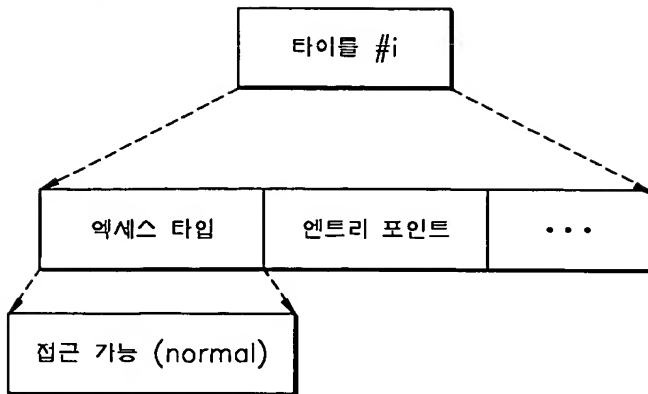 타이틀 #i
엑세스 타입 엔트리 포인트 • • •
접근 가능 (normal)